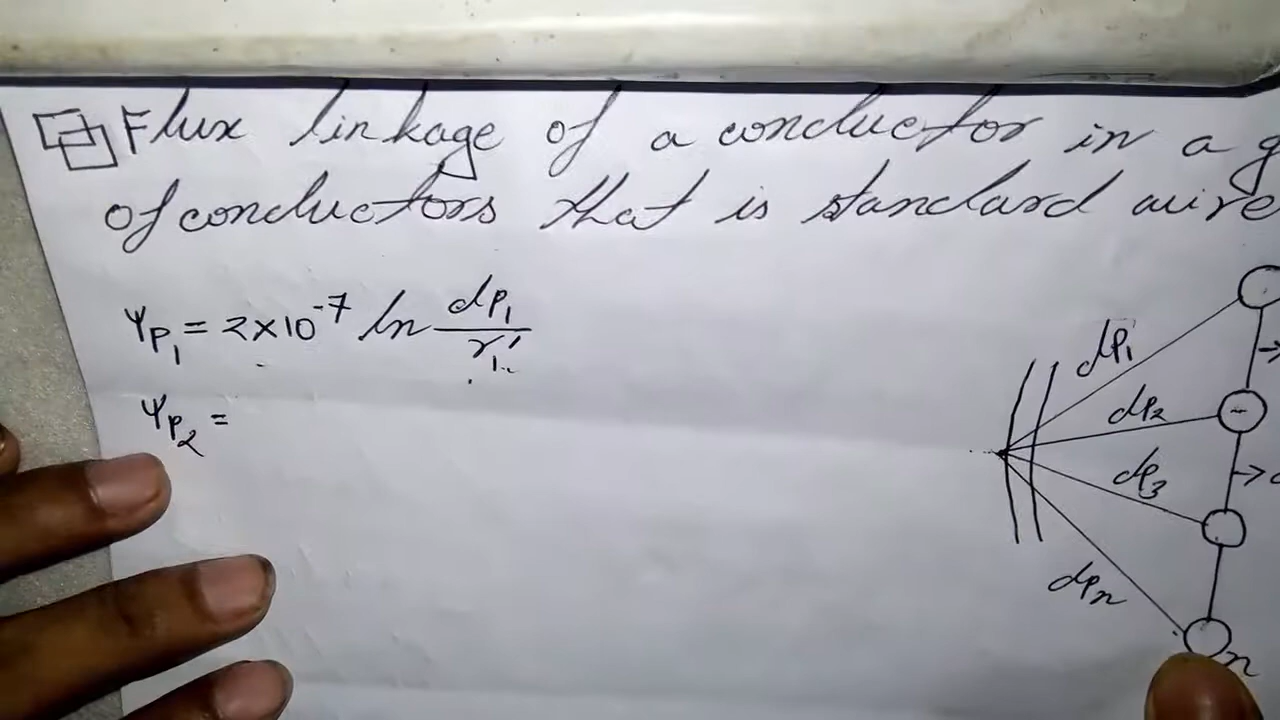 Flux linkage of a conductor in a g
of conductors that is standard wire
ΨP₁ = 2×10⁻⁷ ln dP₁/r₁'
ΨP₂ =
dP₁
dP₂
dP₃
dPn
n